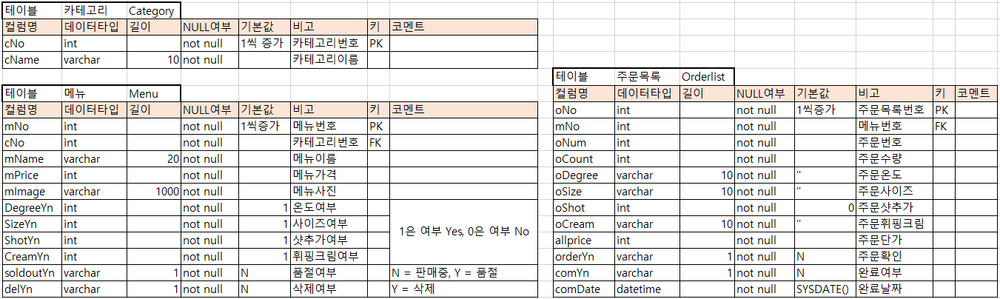 테이블 카테고리 Category
컬럼명 데이터타입 길이 NULL여부 기본값 비고 키 코멘트
cNo int not null 1씩 증가 카테고리번호 PK
cName varchar 10 not null 카테고리이름
테이블 메뉴 Menu
컬럼명 데이터타입 길이 NULL여부 기본값 비고 키 코멘트
mNo int not null 1씩증가 메뉴번호 PK
cNo int not null 카테고리번호 FK
mName varchar 20 not null 메뉴이름
mPrice int not null 메뉴가격
mImage varchar 1000 not null 메뉴사진
DegreeYn int not null 1 온도여부
SizeYn int not null 1 사이즈여부
ShotYn int not null 1 샷추가여부
CreamYn int not null 1 휘핑크림여부
1은 여부 Yes, 0은 여부 No
soldoutYn varchar 1 not null N 품절여부 N = 판매중, Y = 품절
delYn varchar 1 not null N 삭제여부 Y = 삭제
테이블 주문목록 Orderlist
컬럼명 데이터타입 길이 NULL여부 기본값 비고 키 코멘트
oNo int not null 1씩증가 주문목록번호 PK
mNo int not null 메뉴번호 FK
oNum int not null 주문번호
oCount int not null 주문수량
oDegree varchar 10 not null '' 주문온도
oSize varchar 10 not null '' 주문사이즈
oShot int not null 0 주문샷추가
oCream varchar 10 not null '' 주문휘핑크림
allprice int not null 주문단가
orderYn varchar 1 not null N 주문확인
comYn varchar 1 not null N 완료여부
comDate datetime not null SYSDATE() 완료날짜